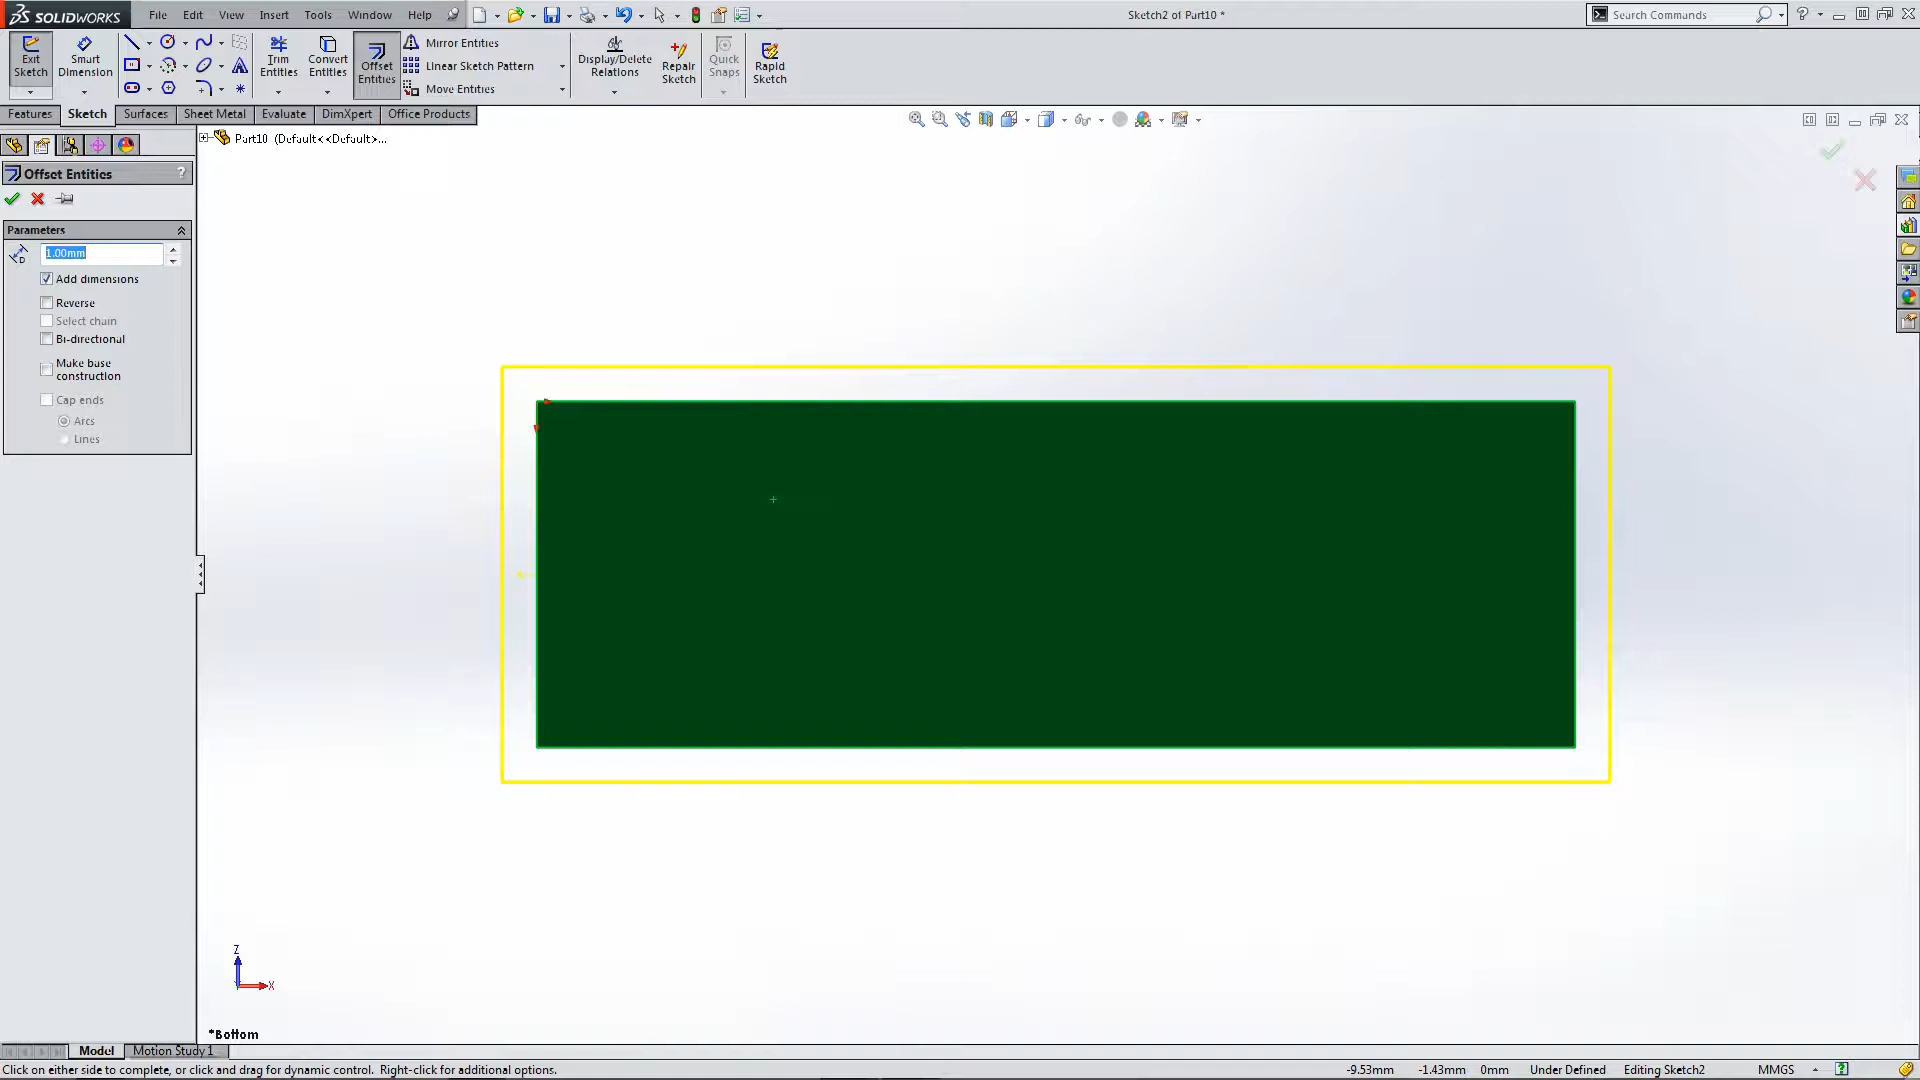 SOLIDWORKS File Edit View Insert Tools Window Help Sketch2 of Part10 * Search Commands
Exit Sketch
Smart Dimension
Trim Entities
Convert Entities
Offset Entities
Mirror Entities
Linear Sketch Pattern
Move Entities
Display/Delete Relations
Repair Sketch
Quick Snaps
Rapid Sketch
Features Sketch Surfaces Sheet Metal Evaluate DimXpert Office Products
Part10 (Default<<Default>...
Offset Entities ?
Parameters
D 1.00mm
Add dimensions
Reverse
Select chain
Bi-directional
Make base
construction
Cap ends
Arcs
Lines
Z
X
*Bottom
Model Motion Study 1
Click on either side to complete, or click and drag for dynamic control. Right-click for additional options. -9.53mm -1.43mm 0mm Under Defined Editing Sketch2 MMGS ?